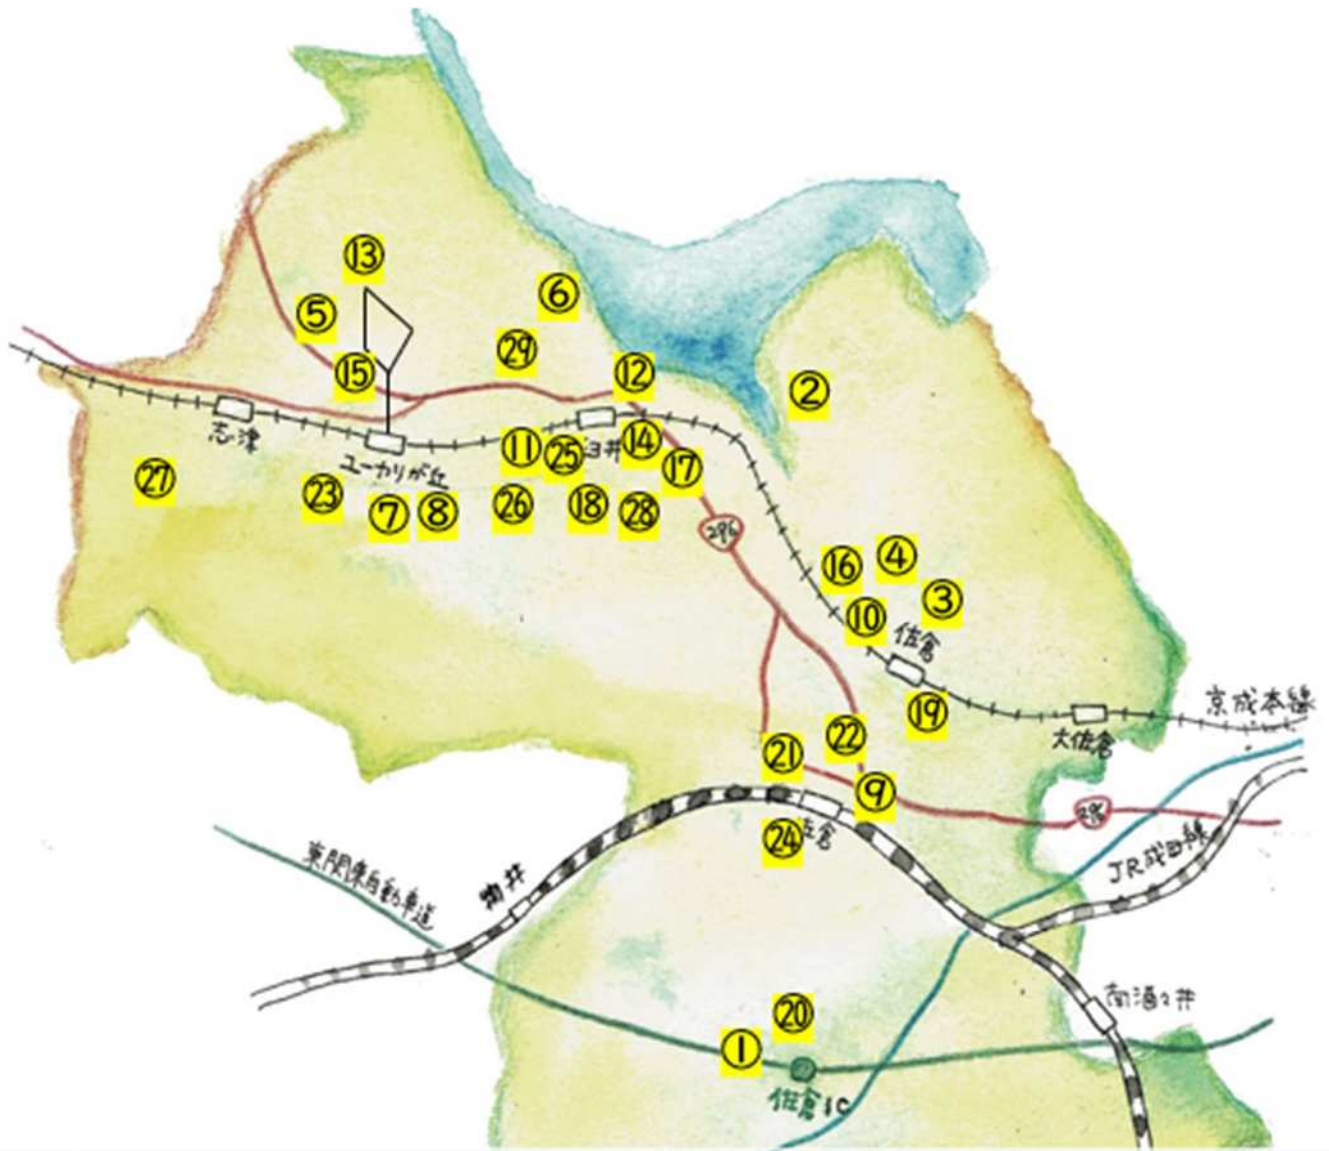 ⑬
⑥
⑤
㉙
⑮
⑫
②
志津
ユーカリが丘
⑪
㉕
臼井
⑭
⑰
㉗
㉓
⑦
⑧
㉖
⑱
㉘
296
⑯
④
③
⑩
佐倉
⑲
京成本線
大佐倉
㉒
㉑
⑨
296
㉔
佐倉
JR成田線
東関東自動車道
物井
南酒々井
⑳
①
佐倉IC